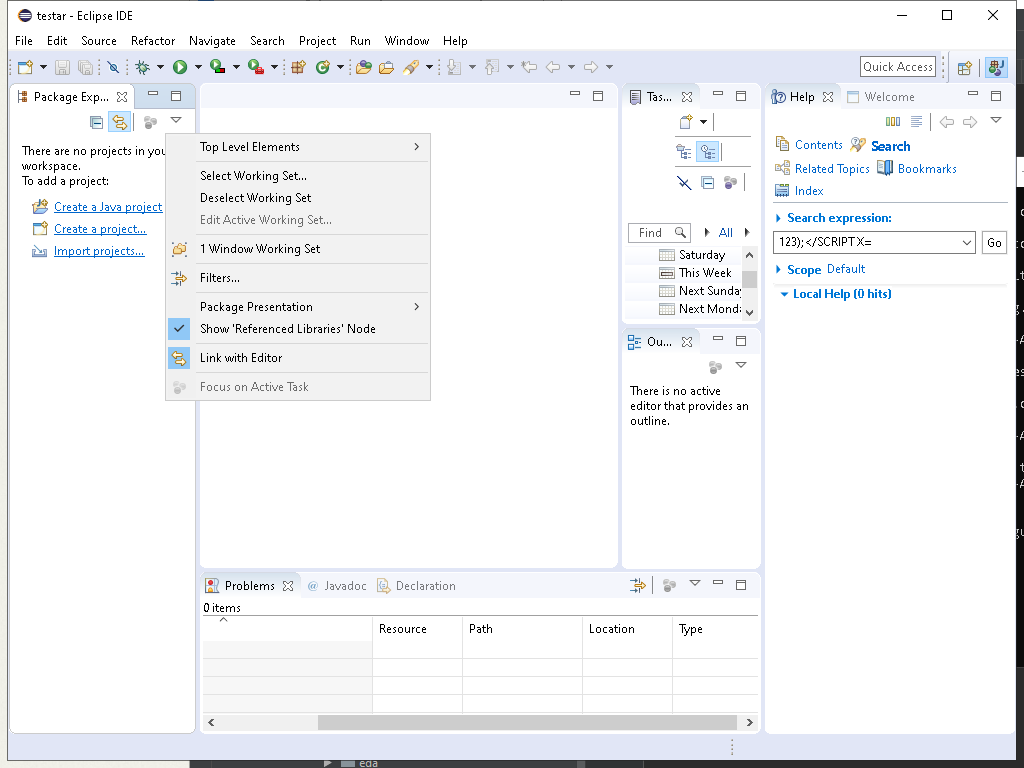 testar - Eclipse IDE
File Edit Source Refactor Navigate Search Project Run Window Help
Quick Access
Package Exp...
There are no projects in you
workspace.
To add a project:
Create a Java project
Create a project...
Import projects...
Top Level Elements
Select Working Set...
Deselect Working Set
Edit Active Working Set...
1 Window Working Set
Filters...
Package Presentation
Show 'Referenced Libraries' Node
Link with Editor
Focus on Active Task
Tas...
Find
All
Saturday
This Week
Next Sunda
Next Mond
Ou...
There is no active
editor that provides an
outline.
Help Welcome
Contents Search
Related Topics Bookmarks
Index
Search expression:
123);</SCRIPTX=
Go
Scope Default
Local Help (0 hits)
Problems @ Javadoc Declaration
0 items
Resource Path Location Type
eda